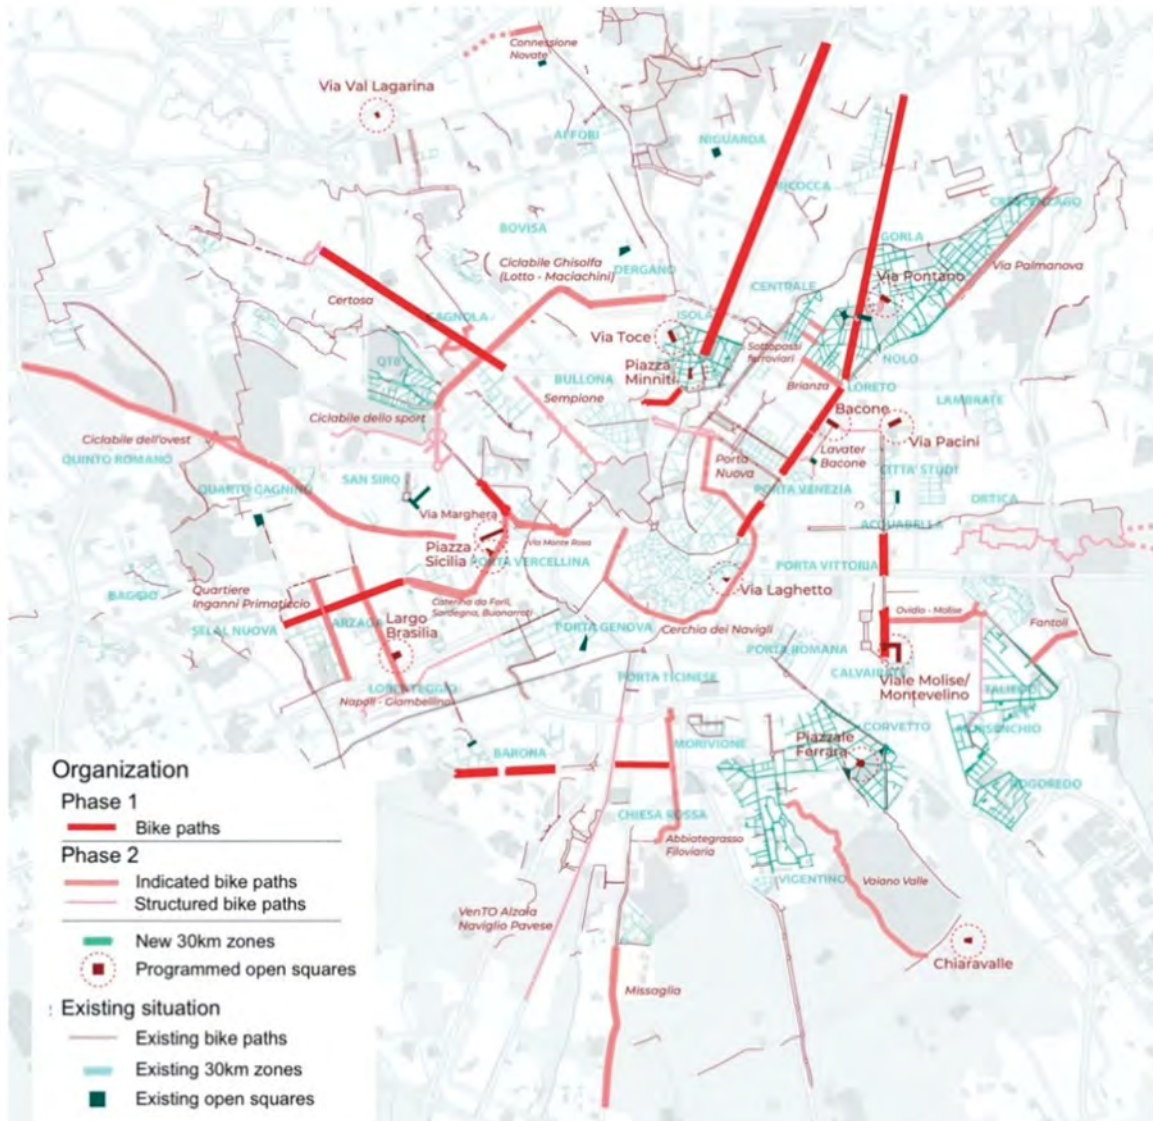 Connessione
Novate
Via Val Lagarina
AFFORI
NIGUARDA
BICOCCA
CRESCENZAGO
BOVISA
GORLA
Ciclabile Ghisolfa
(Lotto - Maciachini)
DERGANO
Via Palmanova
Via Pontano
CENTRALE
Certosa
CAGNOLA
ISOLA
Via Toce
Sottopassi
ferroviari
NOLO
QT8
Piazza
Minniti
BULLONA
Brianza
LORETO
Sempione
LAMBRATE
Bacone
Ciclabile dello sport
Via Pacini
Ciclabile dell'ovest
QUINTO ROMANO
Lavater
Bacone
Porta
Nuova
CITTA' STUDI
SAN SIRO
QUARTO CAGNINO
PORTA VENEZIA
ORTICA
Via Marghera
ACQUABELLA
Piazza
Sicilia
Via Monte Rosa
PORTA VERCELLINA
PORTA VITTORIA
Quartiere
Inganni Primaticcio
BAGGIO
Via Laghetto
Caterina da Forlì,
Sardegna, Buonarroti
Ovidio - Molise
Largo
Brasilia
ARZAGA
PORTA GENOVA
Cerchia dei Navigli
Fantoli
PORTA ROMANA
CALVAIRATE
PORTA TICINESE
Viale Molise/
Montevelino
LORENTEGGIO
TALIEDO
Napoli - Giambellino
CORVETTO
Piazzale
Ferrara
BARONA
MORIVIONE
ROGOREDO
CHIESA ROSSA
Abbiategrasso
Filoviaria
VIGENTINO
Vaiano Valle
VenTO Alzaia
Naviglio Pavese
Chiaravalle
Missaglia
Organization
Phase 1
Bike paths
Phase 2
Indicated bike paths
Structured bike paths
New 30km zones
Programmed open squares
Existing situation
Existing bike paths
Existing 30km zones
Existing open squares